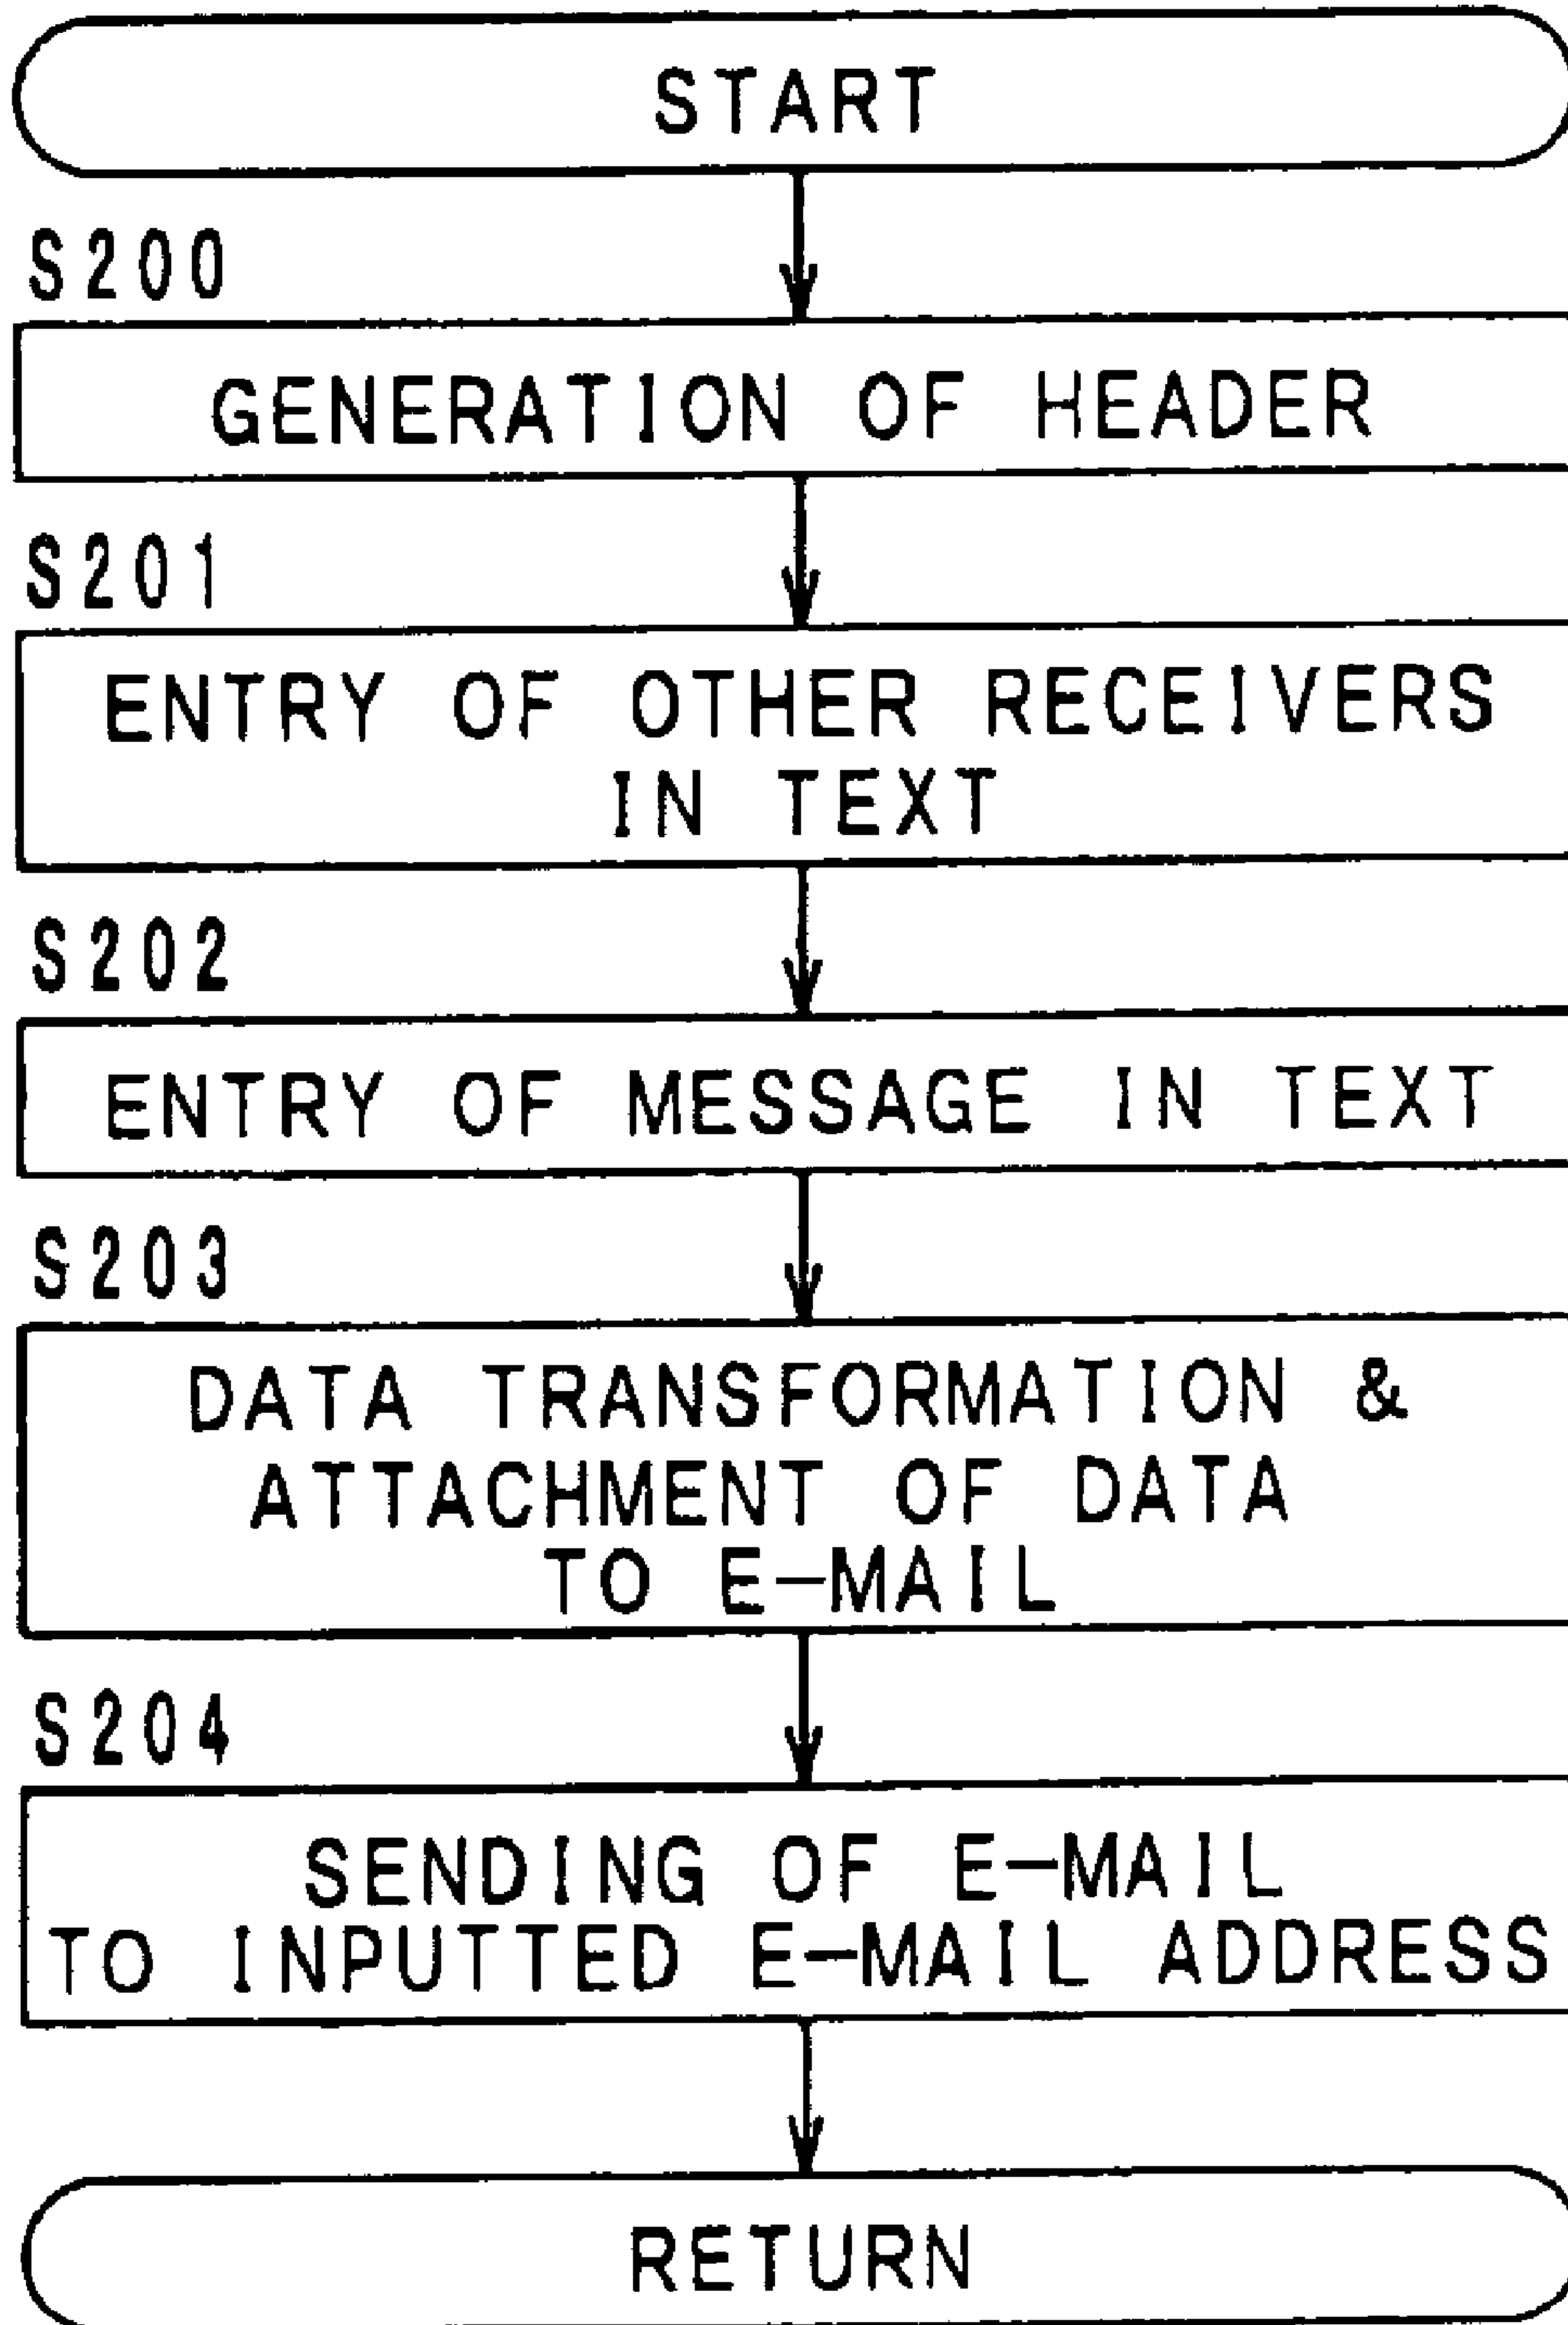 START
S200
GENERATION OF HEADER
S201
ENTRY OF OTHER RECEIVERS
IN TEXT
S202
ENTRY OF MESSAGE IN TEXT
S203
DATA TRANSFORMATION &
ATTACHMENT OF DATA
TO E-MAIL
S204
SENDING OF E-MAIL
TO INPUTTED E-MAIL ADDRESS
RETURN